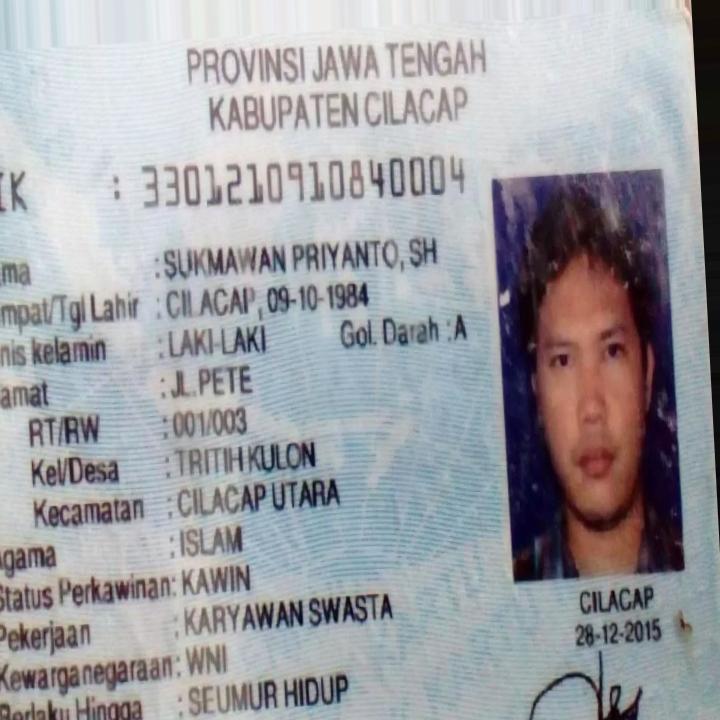 PROVINSI JAWA TENGAH
KABUPATEN CILACAP
IK : 3301210910840004
ma : SUKMAWAN PRIYANTO, SH
mpat/Tgl Lahir : CILACAP, 09-10-1984
nis kelamin : LAKI-LAKI Gol. Darah : A
amat : JL. PETE
RT/RW : 001/003
Kel/Desa : TRITIH KULON
Kecamatan : CILACAP UTARA
gama : ISLAM
Status Perkawinan: KAWIN
Pekerjaan : KARYAWAN SWASTA
Kewarganegaraan: WNI
Berlaku Hingga : SEUMUR HIDUP
CILACAP
28-12-2015